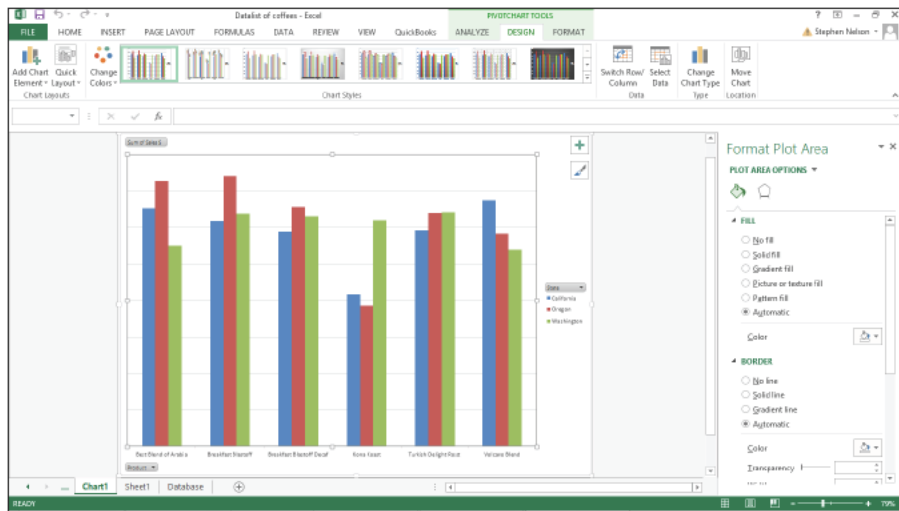 Datalist of coffees - Excel
PIVOTCHART TOOLS
?
FILE HOME INSERT PAGE LAYOUT FORMULAS DATA REVIEW VIEW QuickBooks ANALYZE DESIGN FORMAT
Stephen Nelson
Add Chart Element Quick Layout
Change Colors
Switch Row/ Column Select Data
Change Chart Type
Move Chart
Chart Layouts
Chart Styles
Data
Type
Location
fx
Sum of Sales $
State
California
Oregon
Washington
Best Blend of Arabia Breakfast Blastoff Breakfast Blastoff Decaf Kona Koast Turkish Delight Roast Volcano Blend
Product
Format Plot Area
PLOT AREA OPTIONS
FILL
No fill
Solid fill
Gradient fill
Picture or texture fill
Pattern fill
Automatic
Color
BORDER
No line
Solid line
Gradient line
Automatic
Color
Transparency
... Chart1 Sheet1 Database
READY
79%